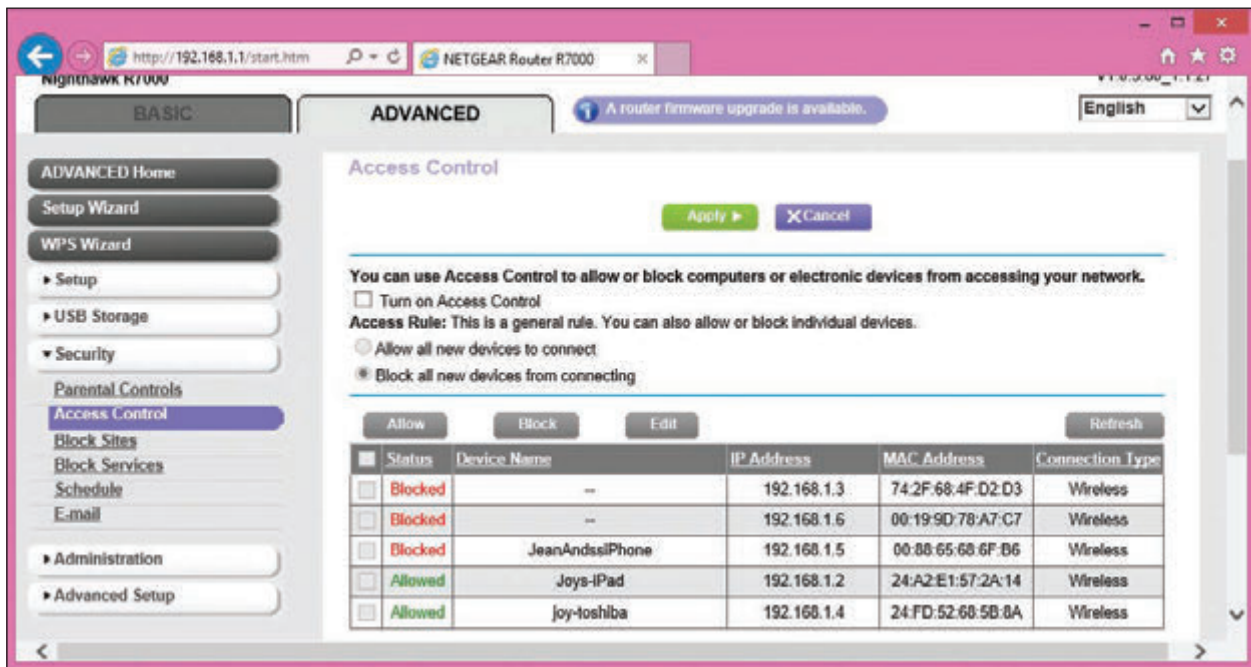 http://192.168.1.1/start.htm
NETGEAR Router R7000
Nighthawk R7000
BASIC
ADVANCED
A router firmware upgrade is available.
English
ADVANCED Home
Setup Wizard
WPS Wizard
Setup
USB Storage
Security
Parental Controls
Access Control
Block Sites
Block Services
Schedule
E-mail
Administration
Advanced Setup
Access Control
Apply
Cancel
You can use Access Control to allow or block computers or electronic devices from accessing your network.
Turn on Access Control
Access Rule: This is a general rule. You can also allow or block individual devices.
Allow all new devices to connect
Block all new devices from connecting
Allow Block Edit Refresh
Status Device Name IP Address MAC Address Connection Type
Blocked -- 192.168.1.3 74:2F:68:4F:D2:D3 Wireless
Blocked -- 192.168.1.6 00:19:9D:78:A7:C7 Wireless
Blocked JeanAndssiPhone 192.168.1.5 00:88:65:68:6F:B6 Wireless
Allowed Joys-iPad 192.168.1.2 24:A2:E1:57:2A:14 Wireless
Allowed joy-toshiba 192.168.1.4 24:FD:52:68:5B:8A Wireless